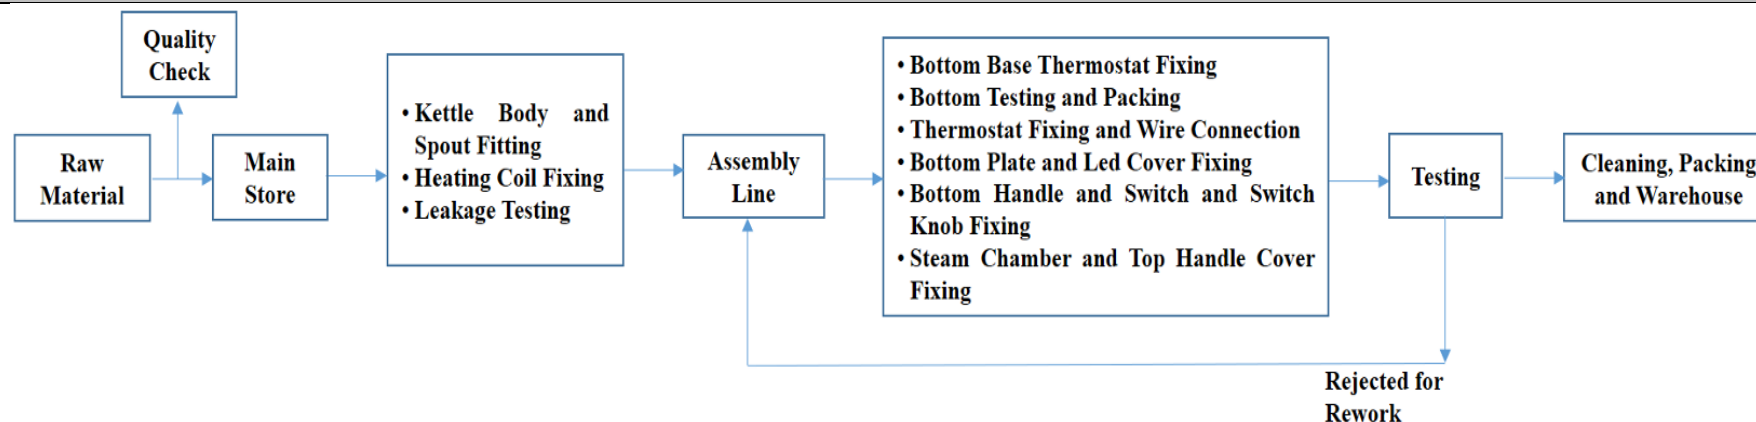 Quality
Check
Raw
Material
Main
Store
• Kettle Body and
Spout Fitting
• Heating Coil Fixing
• Leakage Testing
Assembly
Line
• Bottom Base Thermostat Fixing
• Bottom Testing and Packing
• Thermostat Fixing and Wire Connection
• Bottom Plate and Led Cover Fixing
• Bottom Handle and Switch and Switch
Knob Fixing
• Steam Chamber and Top Handle Cover
Fixing
Testing
Cleaning, Packing
and Warehouse
Rejected for
Rework